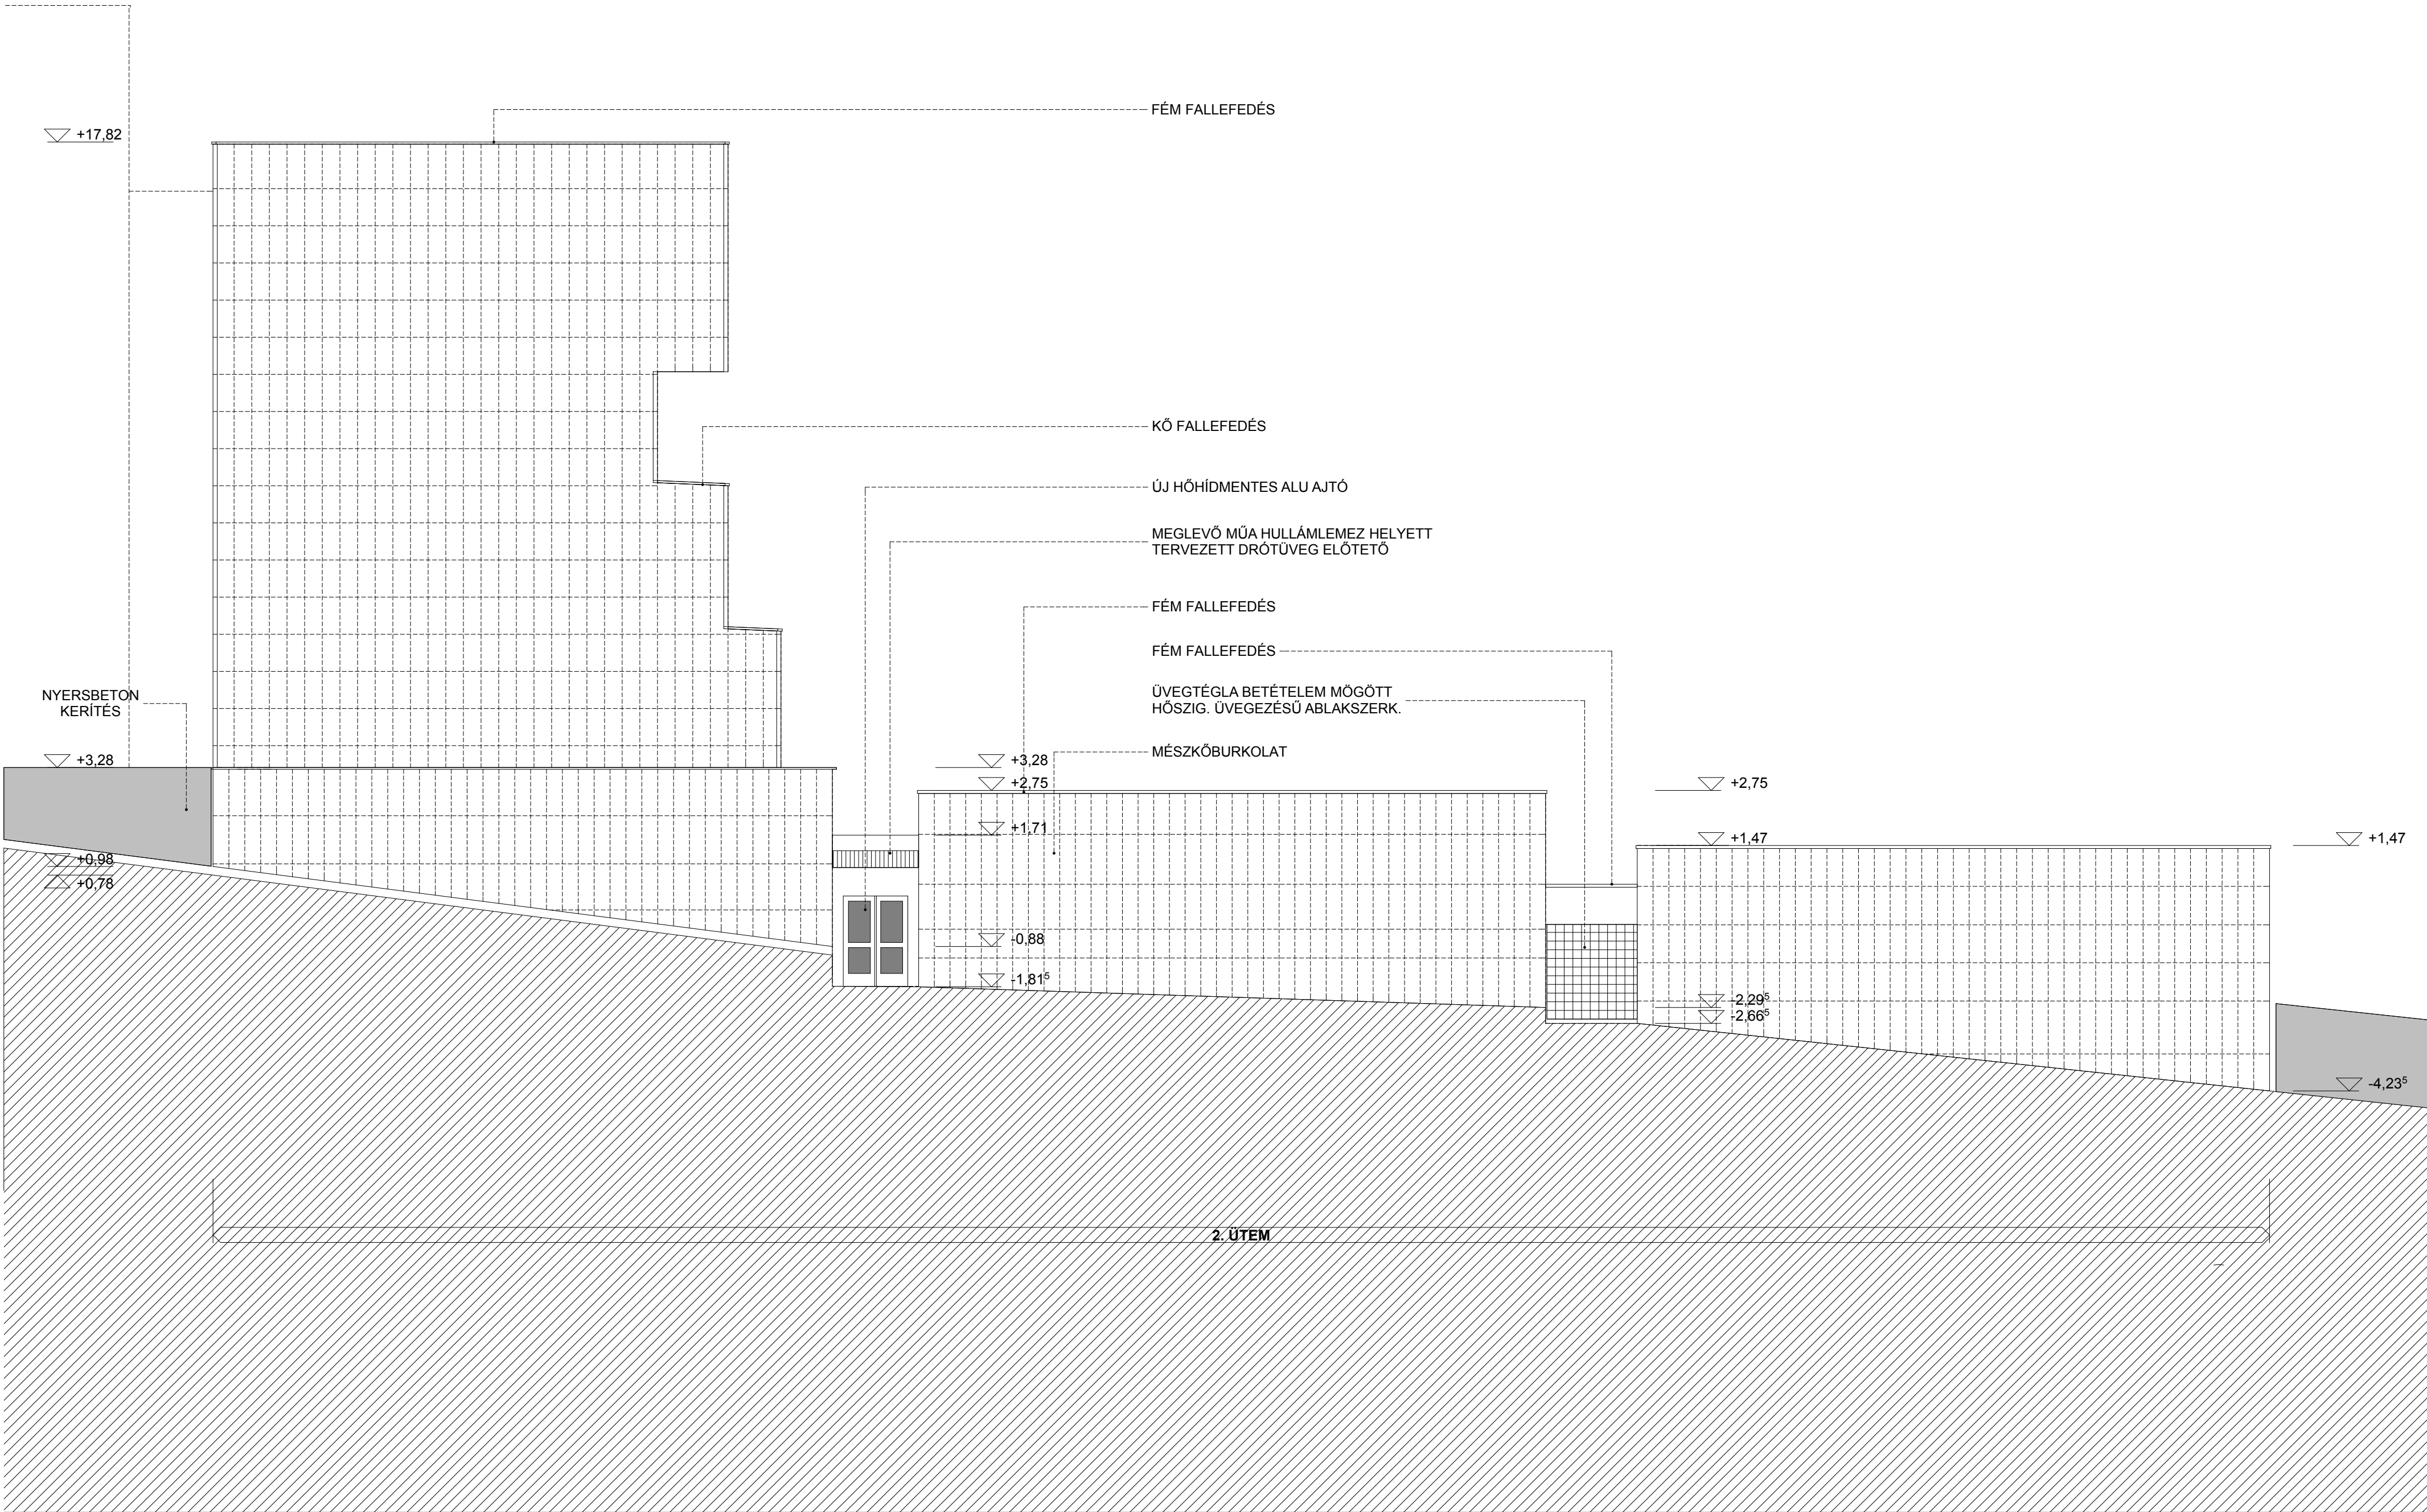 FÉM FALLEFEDÉS
+17,82
KŐ FALLEFEDÉS
ÚJ HŐHÍDMENTES ALU AJTÓ
MEGLEVŐ MŰA HULLÁMLEMEZ HELYETT
TERVEZETT DRÓTÜVEG ELŐTETŐ
FÉM FALLEFEDÉS
FÉM FALLEFEDÉS
NYERSBETON
KERÍTÉS
ÜVEGTÉGLA BETÉTELEM MÖGÖTT
HŐSZIG. ÜVEGEZÉSŰ ABLAKSZERK.
MÉSZKŐBURKOLAT
+3,28
+3,28
+2,75
+2,75
+1,71
+1,47
+1,47
+0,98
+0,78
-0,88
-1,81⁵
-2,29⁵
-2,66⁵
-4,23⁵
2. ÜTEM